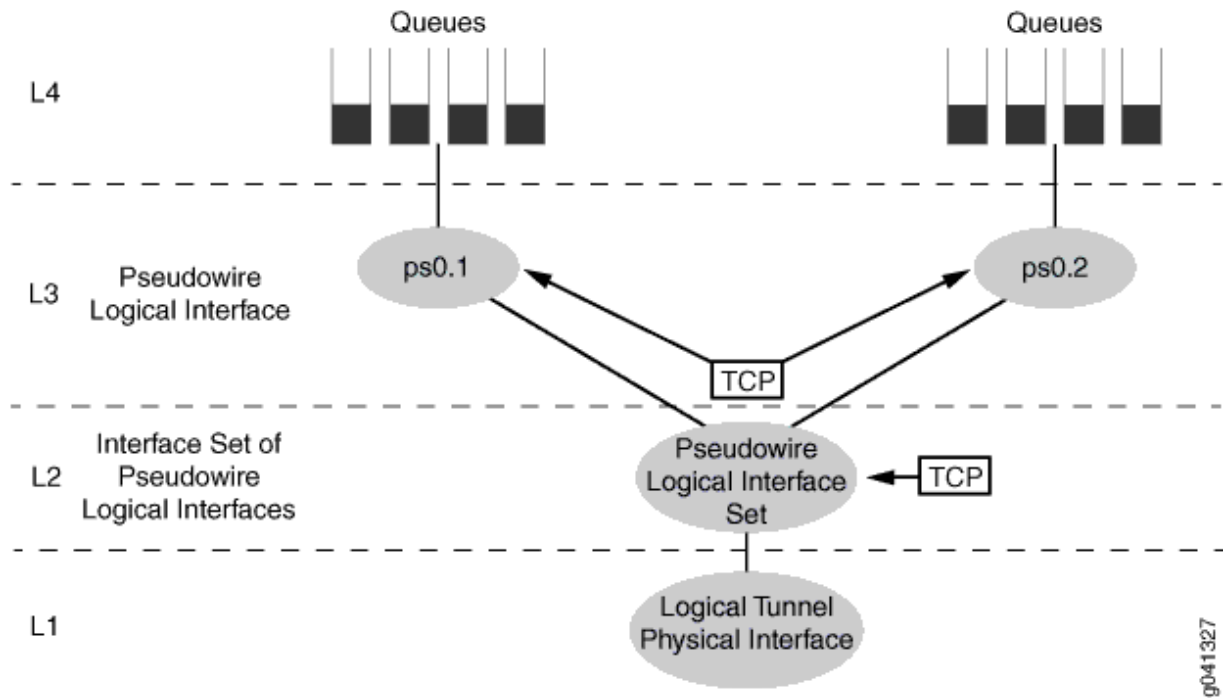 Queues
Queues
L4
L3
Pseudowire
Logical Interface
ps0.1
ps0.2
TCP
L2
Interface Set of
Pseudowire
Logical Interfaces
Pseudowire
Logical Interface
Set
TCP
L1
Logical Tunnel
Physical Interface
g041327